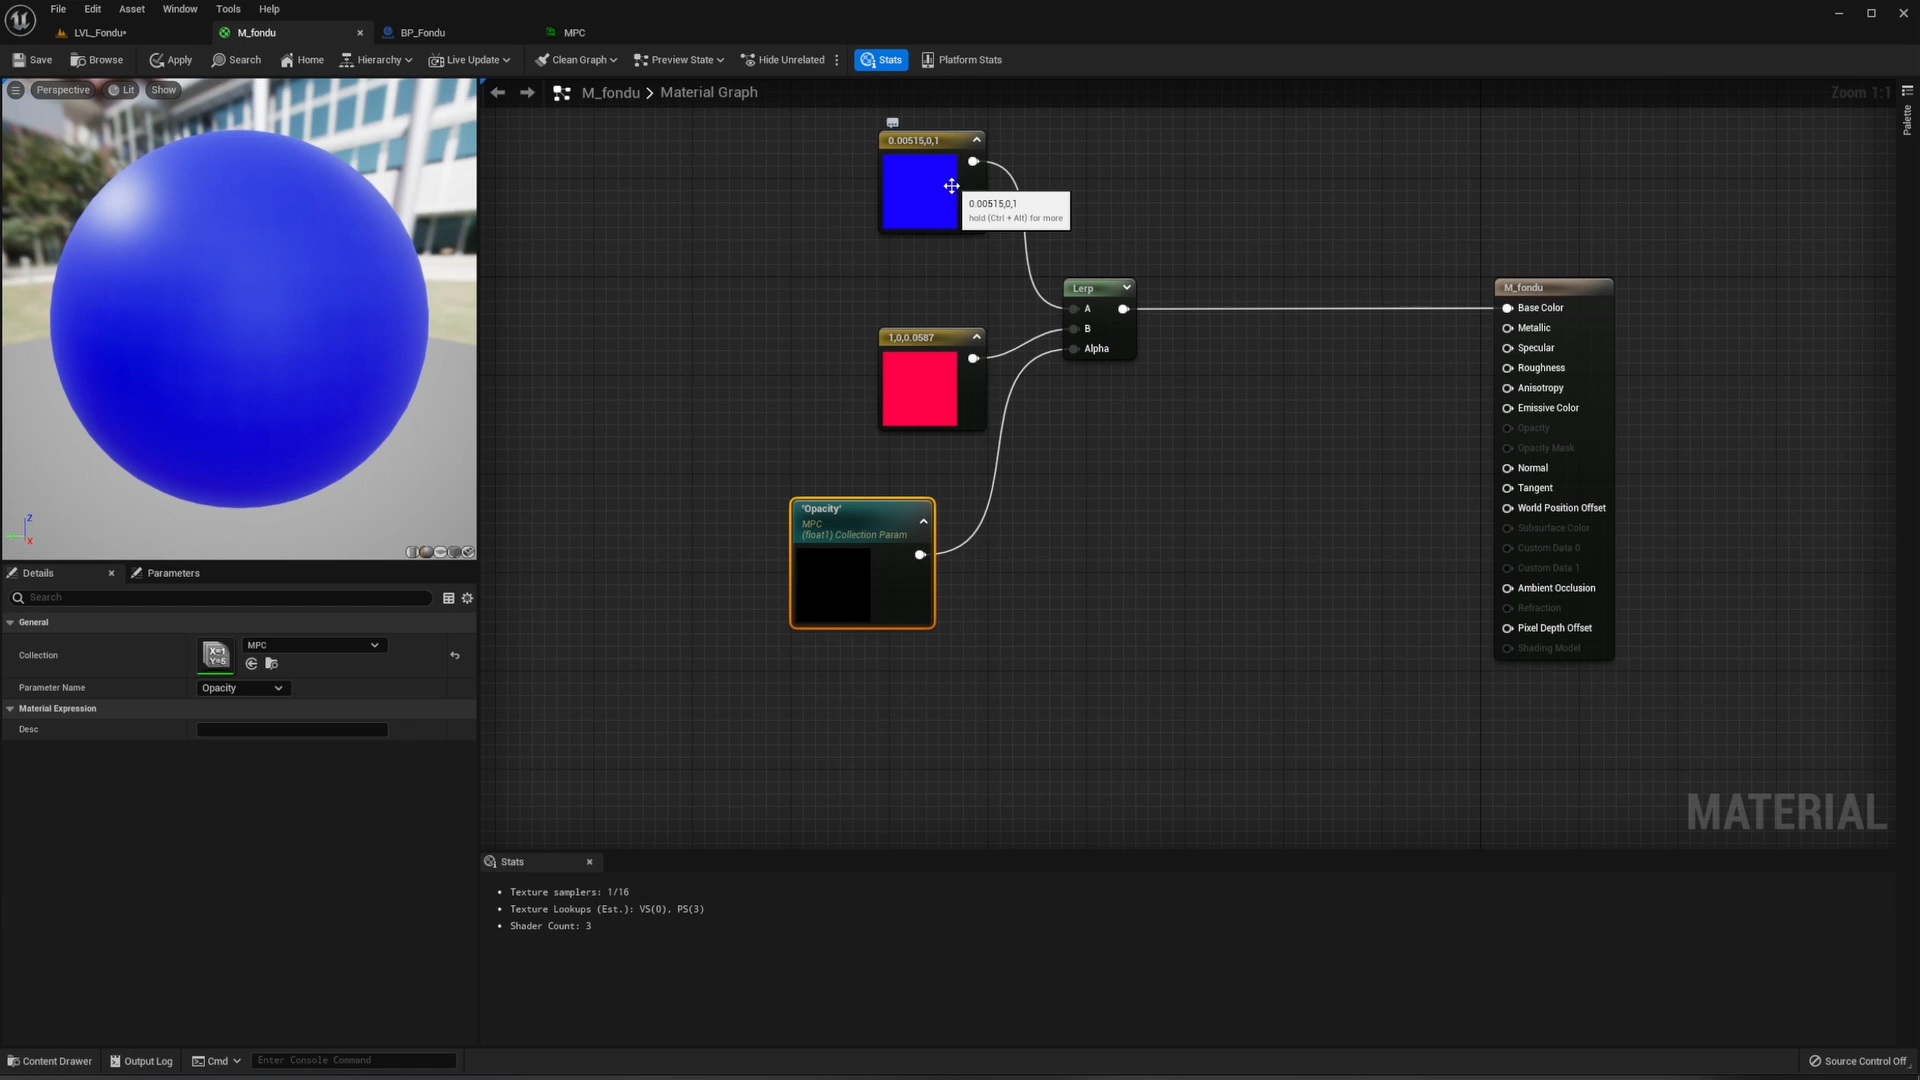 File Edit Asset Window Tools Help
LVL_Fondu* M_fondu BP_Fondu MPC
Save Browse Apply Search Home Hierarchy Live Update Clean Graph Preview State Hide Unrelated Stats Platform Stats
Perspective Lit Show
M_fondu > Material Graph Zoom 1:1
Palette
0.00515,0,1
0.00515,0,1
hold (Ctrl + Alt) for more
Lerp
A
B
Alpha
1,0,0.0587
'Opacity'
MPC
(float1) Collection Param
M_fondu
Base Color
Metallic
Specular
Roughness
Anisotropy
Emissive Color
Opacity
Opacity Mask
Normal
Tangent
World Position Offset
Subsurface Color
Custom Data 0
Custom Data 1
Ambient Occlusion
Refraction
Pixel Depth Offset
Shading Model
MATERIAL
Z
X
Details Parameters
Search
General
Collection MPC
X=1
Y=5
Parameter Name Opacity
Material Expression
Desc
Stats
• Texture samplers: 1/16
• Texture Lookups (Est.): VS(0), PS(3)
• Shader Count: 3
Content Drawer Output Log Cmd Enter Console Command Source Control Off